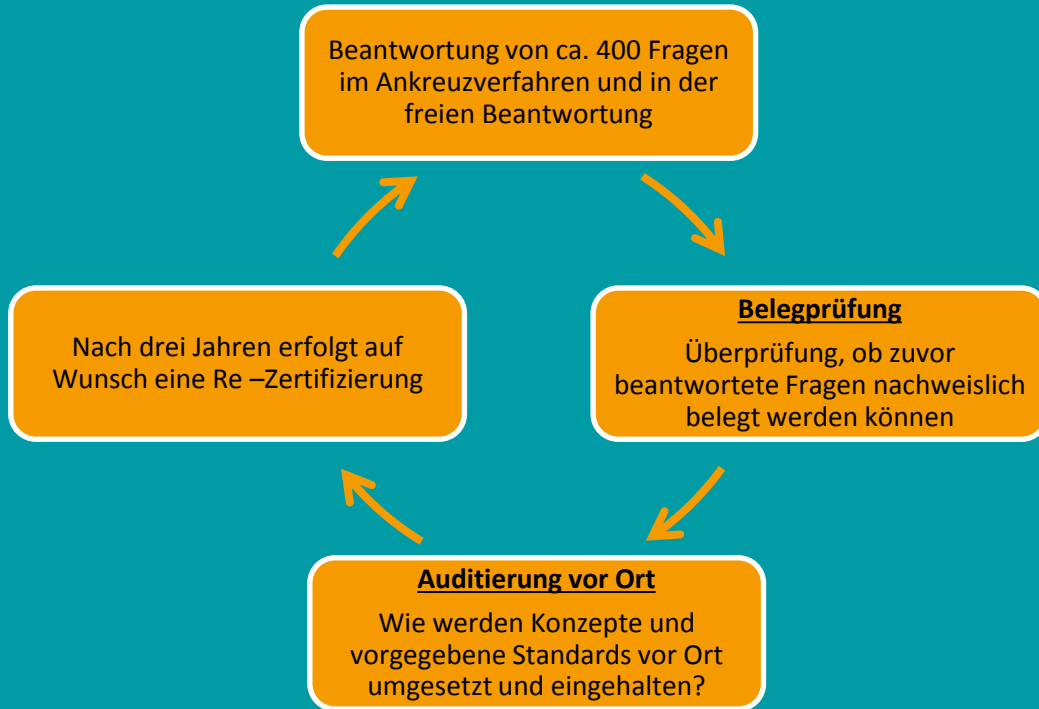 Beantwortung von ca. 400 Fragen
im Ankreuzverfahren und in der
freien Beantwortung
Belegprüfung
Überprüfung, ob zuvor
beantwortete Fragen nachweislich
belegt werden können
Auditierung vor Ort
Wie werden Konzepte und
vorgegebene Standards vor Ort
umgesetzt und eingehalten?
Nach drei Jahren erfolgt auf
Wunsch eine Re –Zertifizierung